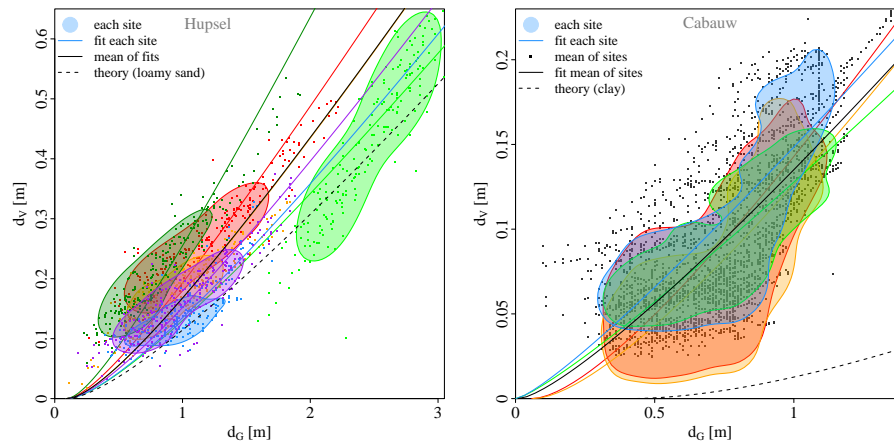 Hupsel
each site
fit each site
mean of fits
theory (loamy sand)
d_V [m]
0
0.1
0.2
0.3
0.4
0.5
0.6
0
1
2
3
d_G [m]
Cabauw
each site
fit each site
mean of sites
fit mean of sites
theory (clay)
d_V [m]
0
0.05
0.1
0.15
0.2
0
0.5
1
d_G [m]